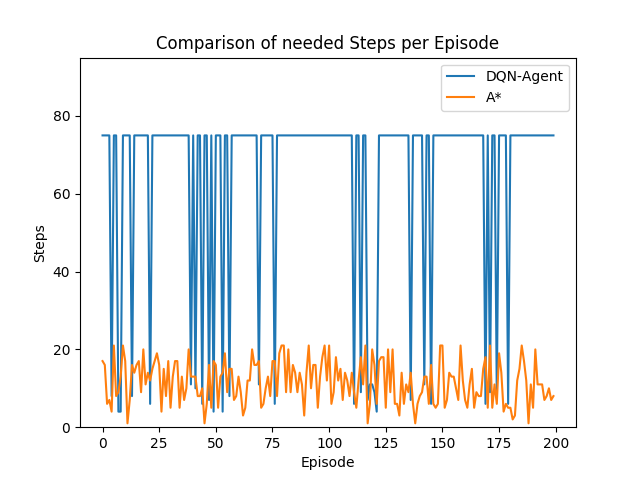 Comparison of needed Steps per Episode
DQN-Agent
A*
80
60
40
20
0
Steps
0 25 50 75 100 125 150 175 200
Episode